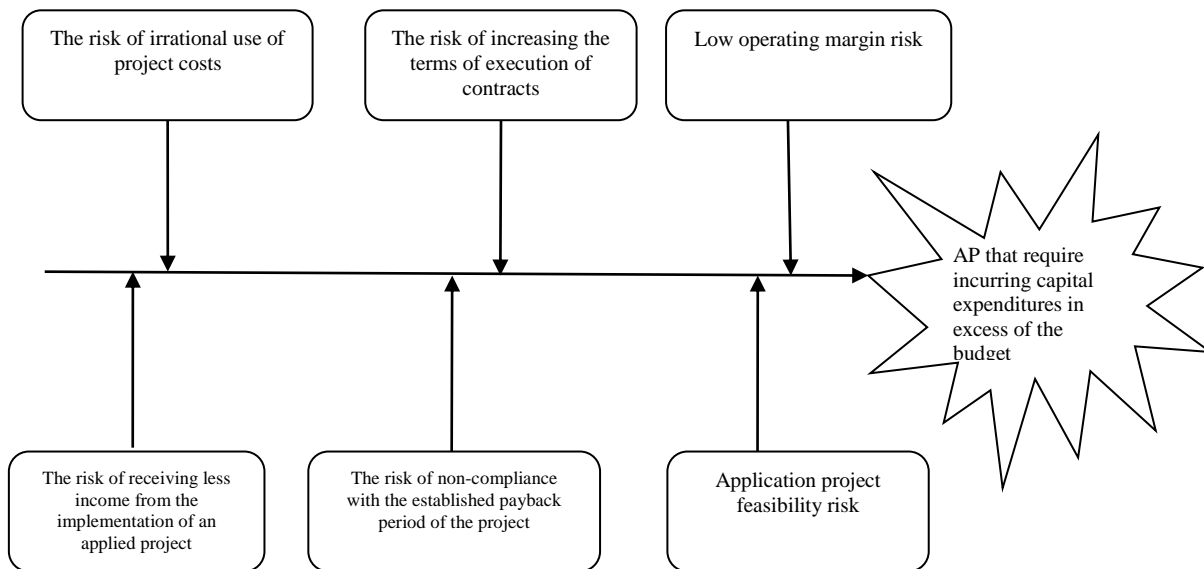 The risk of irrational use of
project costs
The risk of increasing the
terms of execution of
contracts
Low operating margin risk
AP that require
incurring capital
expenditures in
excess of the
budget
The risk of receiving less
income from the
implementation of an
applied project
The risk of non-compliance
with the established payback
period of the project
Application project
feasibility risk